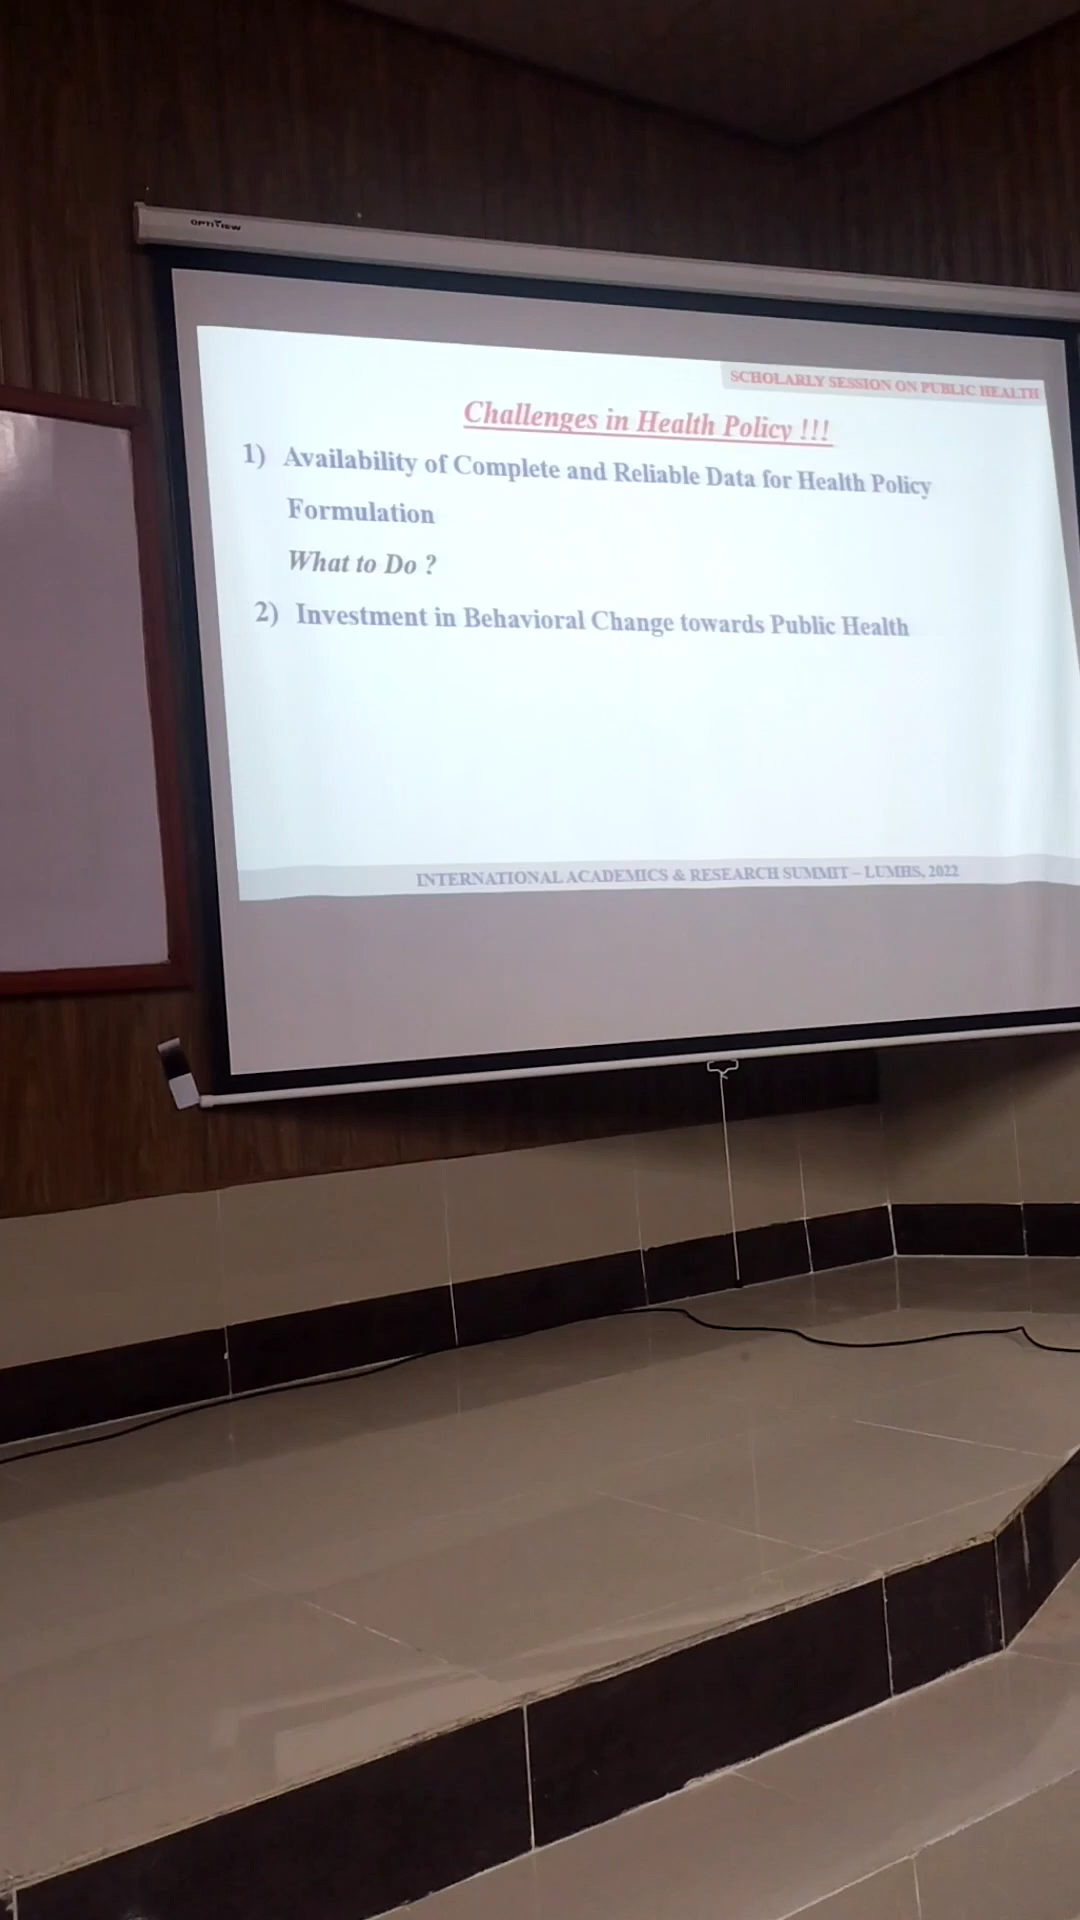 OPTIVIEW
SCHOLARLY SESSION ON PUBLIC HEALTH
Challenges in Health Policy !!!
1) Availability of Complete and Reliable Data for Health Policy
Formulation
What to Do ?
2) Investment in Behavioral Change towards Public Health
INTERNATIONAL ACADEMICS & RESEARCH SUMMIT – LUMHS, 2022